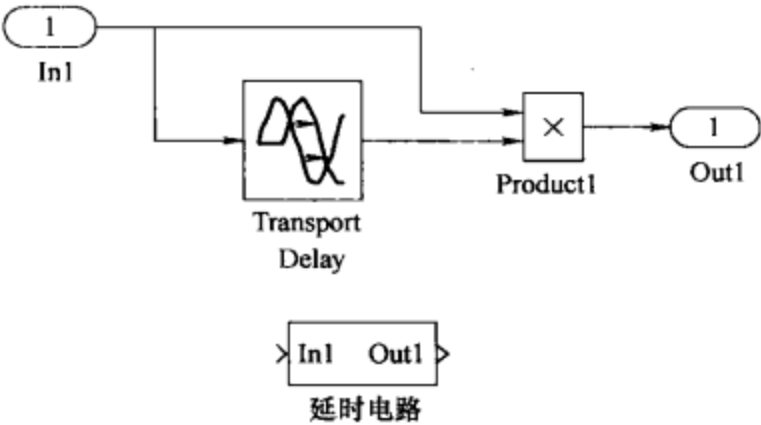 1
In1
Transport
Delay
×
Product1
1
Out1
In1 Out1
延时电路